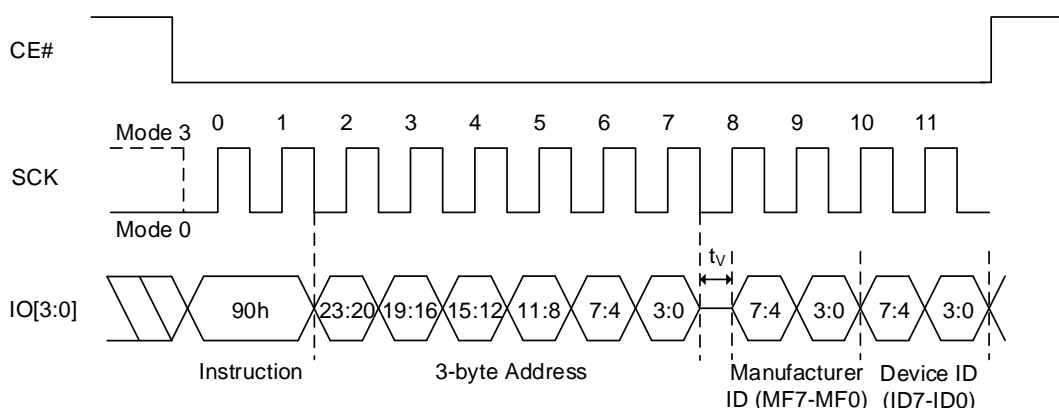 CE#
Mode 3
0 1 2 3 4 5 6 7 8 9 10 11
SCK
Mode 0
tV
IO[3:0]
90h 23:20 19:16 15:12 11:8 7:4 3:0 7:4 3:0 7:4 3:0
Instruction 3-byte Address Manufacturer Device ID
ID (MF7-MF0) (ID7-ID0)